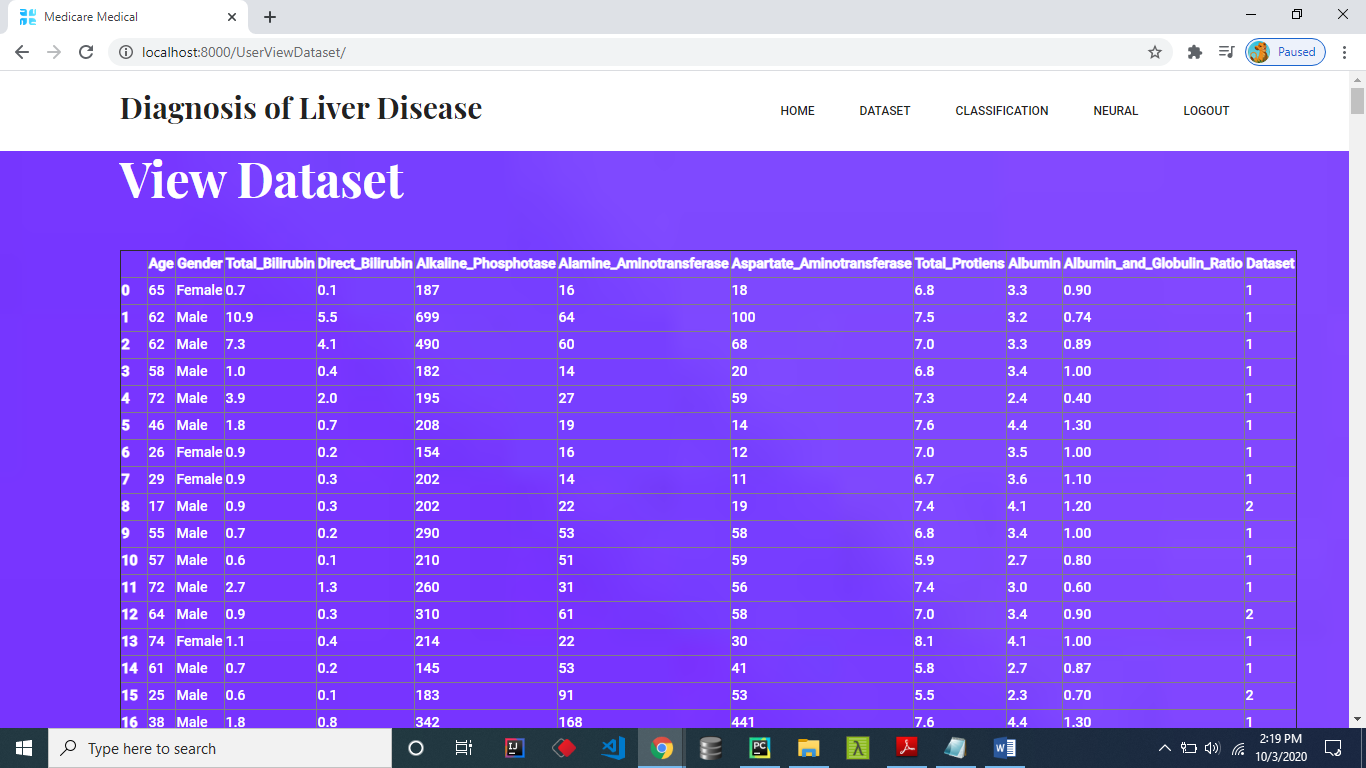 Medicare Medical
localhost:8000/UserViewDataset/
Paused
Diagnosis of Liver Disease
HOME DATASET CLASSIFICATION NEURAL LOGOUT
View Dataset
Age Gender Total_Bilirubin Direct_Bilirubin Alkaline_Phosphotase Alamine_Aminotransferase Aspartate_Aminotransferase Total_Protiens Albumin Albumin_and_Globulin_Ratio Dataset
0 65 Female 0.7 0.1 187 16 18 6.8 3.3 0.90 1
1 62 Male 10.9 5.5 699 64 100 7.5 3.2 0.74 1
2 62 Male 7.3 4.1 490 60 68 7.0 3.3 0.89 1
3 58 Male 1.0 0.4 182 14 20 6.8 3.4 1.00 1
4 72 Male 3.9 2.0 195 27 59 7.3 2.4 0.40 1
5 46 Male 1.8 0.7 208 19 14 7.6 4.4 1.30 1
6 26 Female 0.9 0.2 154 16 12 7.0 3.5 1.00 1
7 29 Female 0.9 0.3 202 14 11 6.7 3.6 1.10 1
8 17 Male 0.9 0.3 202 22 19 7.4 4.1 1.20 2
9 55 Male 0.7 0.2 290 53 58 6.8 3.4 1.00 1
10 57 Male 0.6 0.1 210 51 59 5.9 2.7 0.80 1
11 72 Male 2.7 1.3 260 31 56 7.4 3.0 0.60 1
12 64 Male 0.9 0.3 310 61 58 7.0 3.4 0.90 2
13 74 Female 1.1 0.4 214 22 30 8.1 4.1 1.00 1
14 61 Male 0.7 0.2 145 53 41 5.8 2.7 0.87 1
15 25 Male 0.6 0.1 183 91 53 5.5 2.3 0.70 2
16 38 Male 1.8 0.8 342 168 441 7.6 4.4 1.30 1
Type here to search
IJ
PC
2:19 PM
10/3/2020